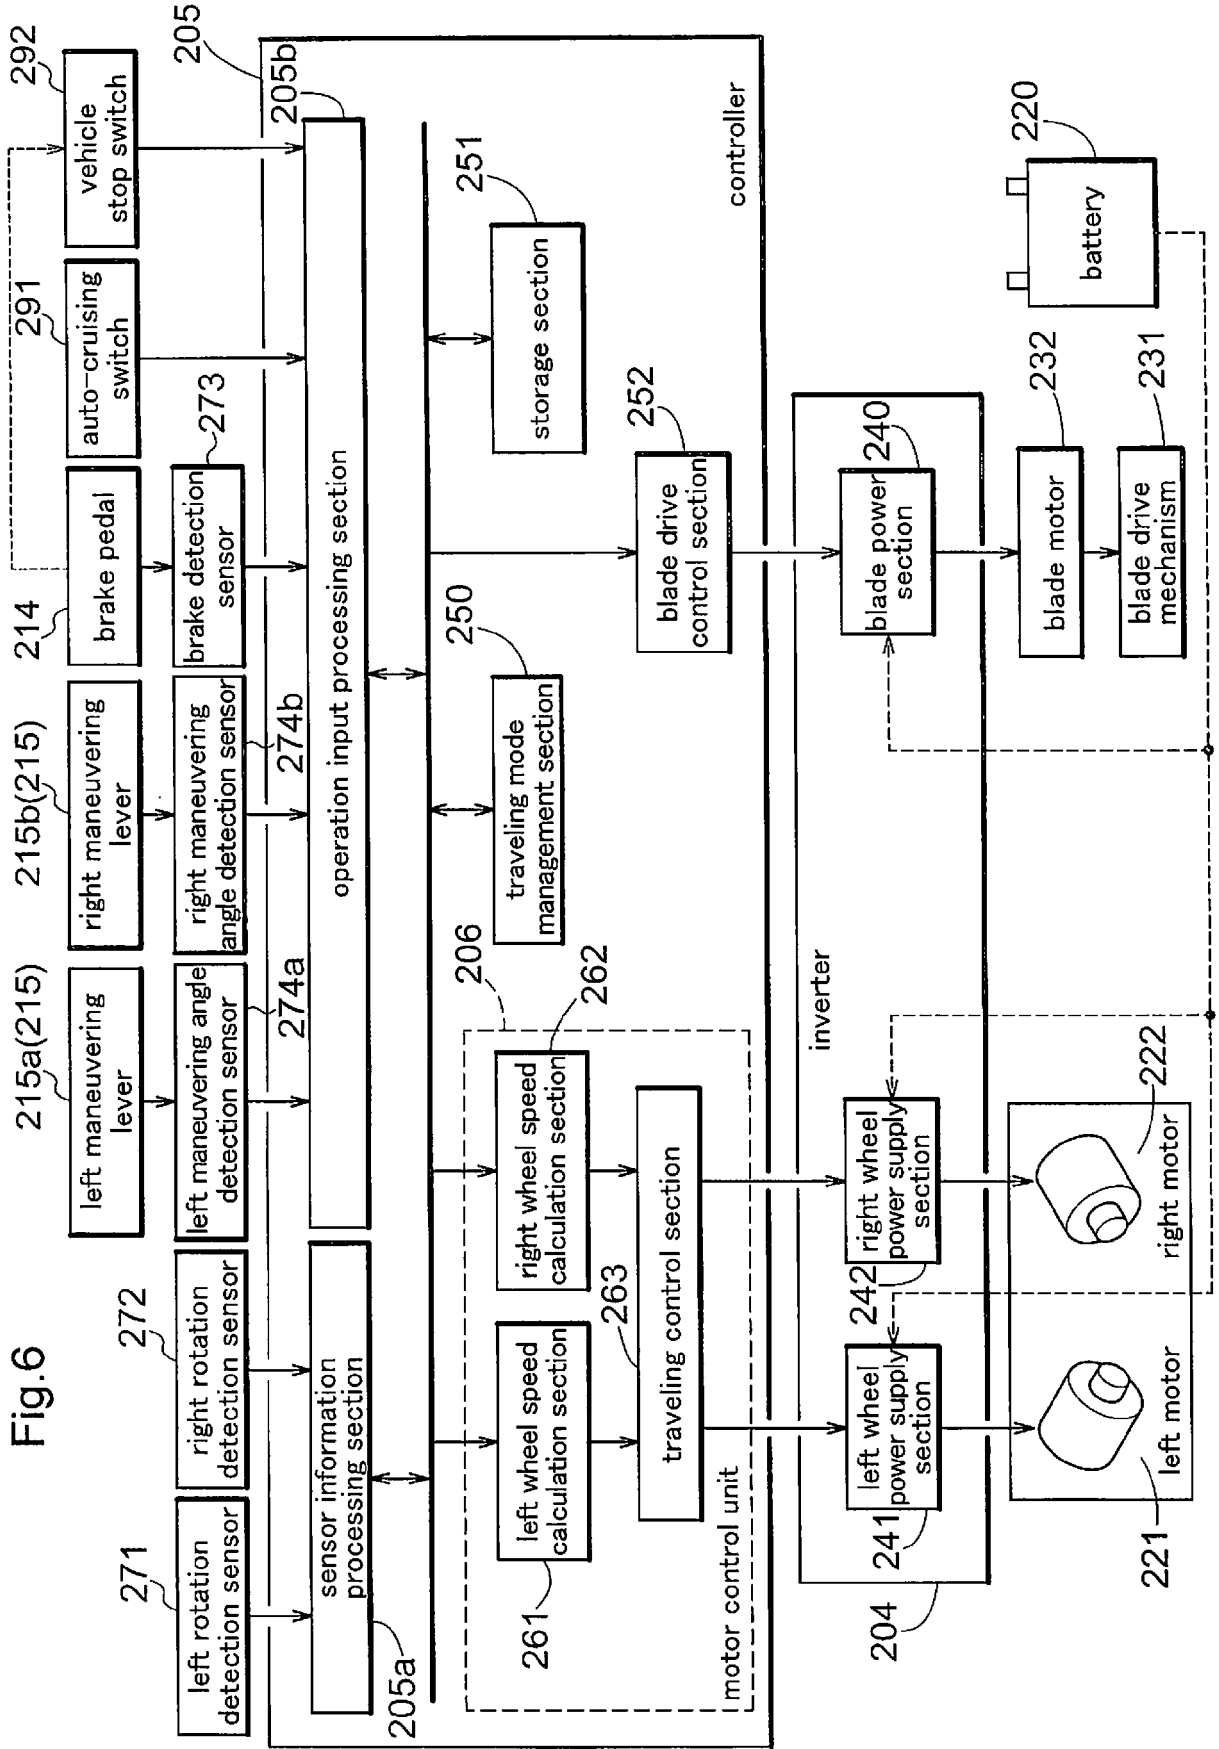 Fig.6
271
left rotation
detection sensor
272
right rotation
detection sensor
215a(215)
left maneuvering
lever
left maneuvering angle
detection sensor
274a
215b(215)
right maneuvering
lever
right maneuvering
angle detection sensor
274b
214
brake pedal
brake detection
sensor
273
291
auto-cruising
switch
292
vehicle
stop switch
205
205b
sensor information
processing section
205a
operation input processing section
206
261
left wheel speed
calculation section
right wheel speed
calculation section
262
263
traveling control section
motor control unit
250
traveling mode
management section
251
storage section
252
blade drive
control section
controller
204
inverter
241
left wheel
power supply
section
242
right wheel
power supply
section
240
blade power
section
221
left motor
222
right motor
232
blade motor
231
blade drive
mechanism
220
battery